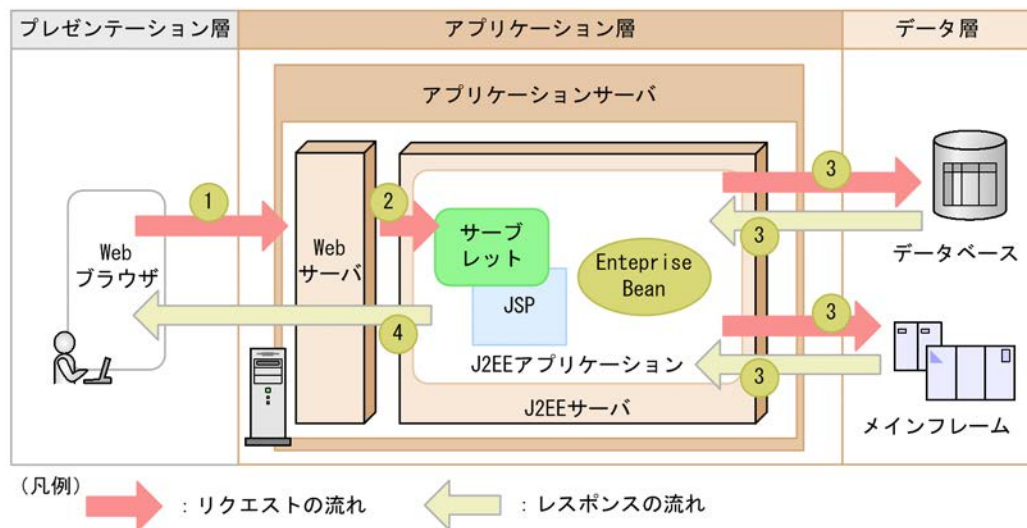 プレゼンテーション層
アプリケーション層
データ層
アプリケーションサーバ
1
2
3
3
Web
ブラウザ
Web
サーバ
サーブ
レット
JSP
Enteprise
Bean
データベース
4
3
3
J2EEアプリケーション
J2EEサーバ
メインフレーム
(凡例)
：リクエストの流れ
：レスポンスの流れ